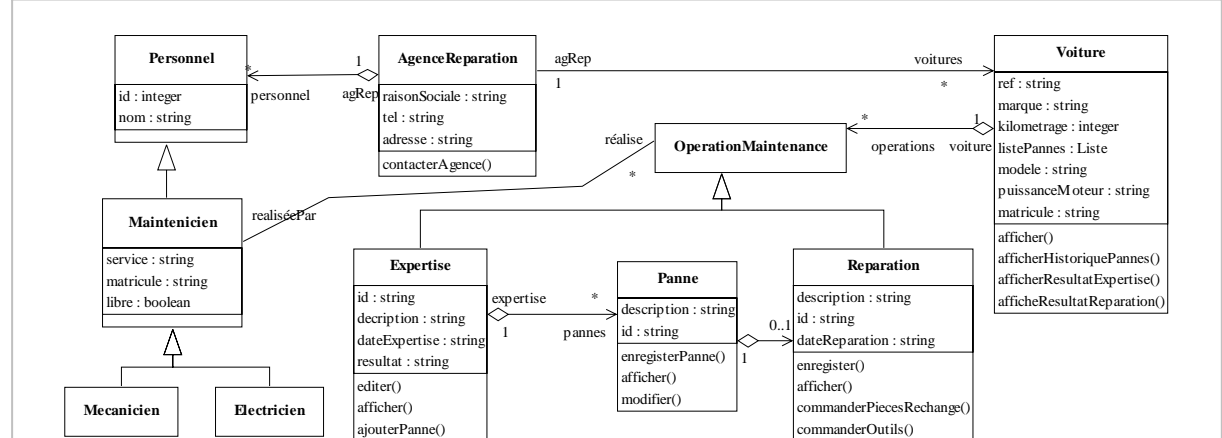 Personnel
id : integer
nom : string
*
personnel
1
agRep
AgenceReparation
raisonSociale : string
tel : string
adresse : string
contacterAgence()
agRep
1
voitures
*
Voiture
ref : string
marque : string
kilometrage : integer
listePannes : Liste
modele : string
puissanceMoteur : string
matricule : string
afficher()
afficherHistoriquePannes()
afficherResultatExpertise()
afficheResultatReparation()
OperationMaintenance
*
operations
1
voiture
réalise
*
realiséePar
Maintenicien
service : string
matricule : string
libre : boolean
Mecanicien
Electricien
Expertise
id : string
decription : string
dateExpertise : string
resultat : string
editer()
afficher()
ajouterPanne()
expertise
1
*
pannes
Panne
description : string
id : string
enregisterPanne()
afficher()
modifier()
1
0..1
Reparation
description : string
id : string
dateReparation : string
enregister()
afficher()
commanderPiecesRechange()
commanderOutils()